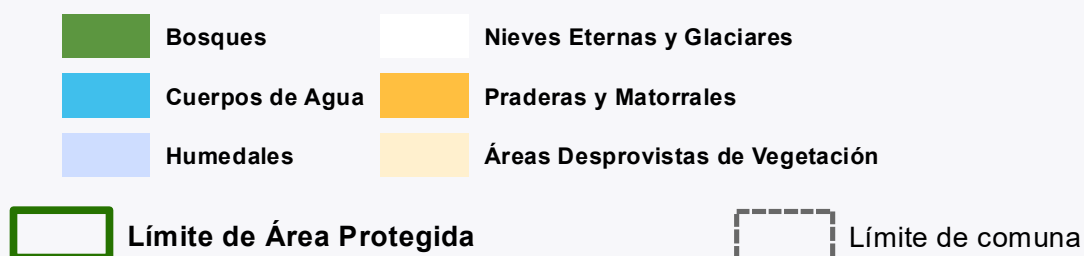 Bosques
Nieves Eternas y Glaciares
Cuerpos de Agua
Praderas y Matorrales
Humedales
Áreas Desprovistas de Vegetación
Límite de Área Protegida
Límite de comuna